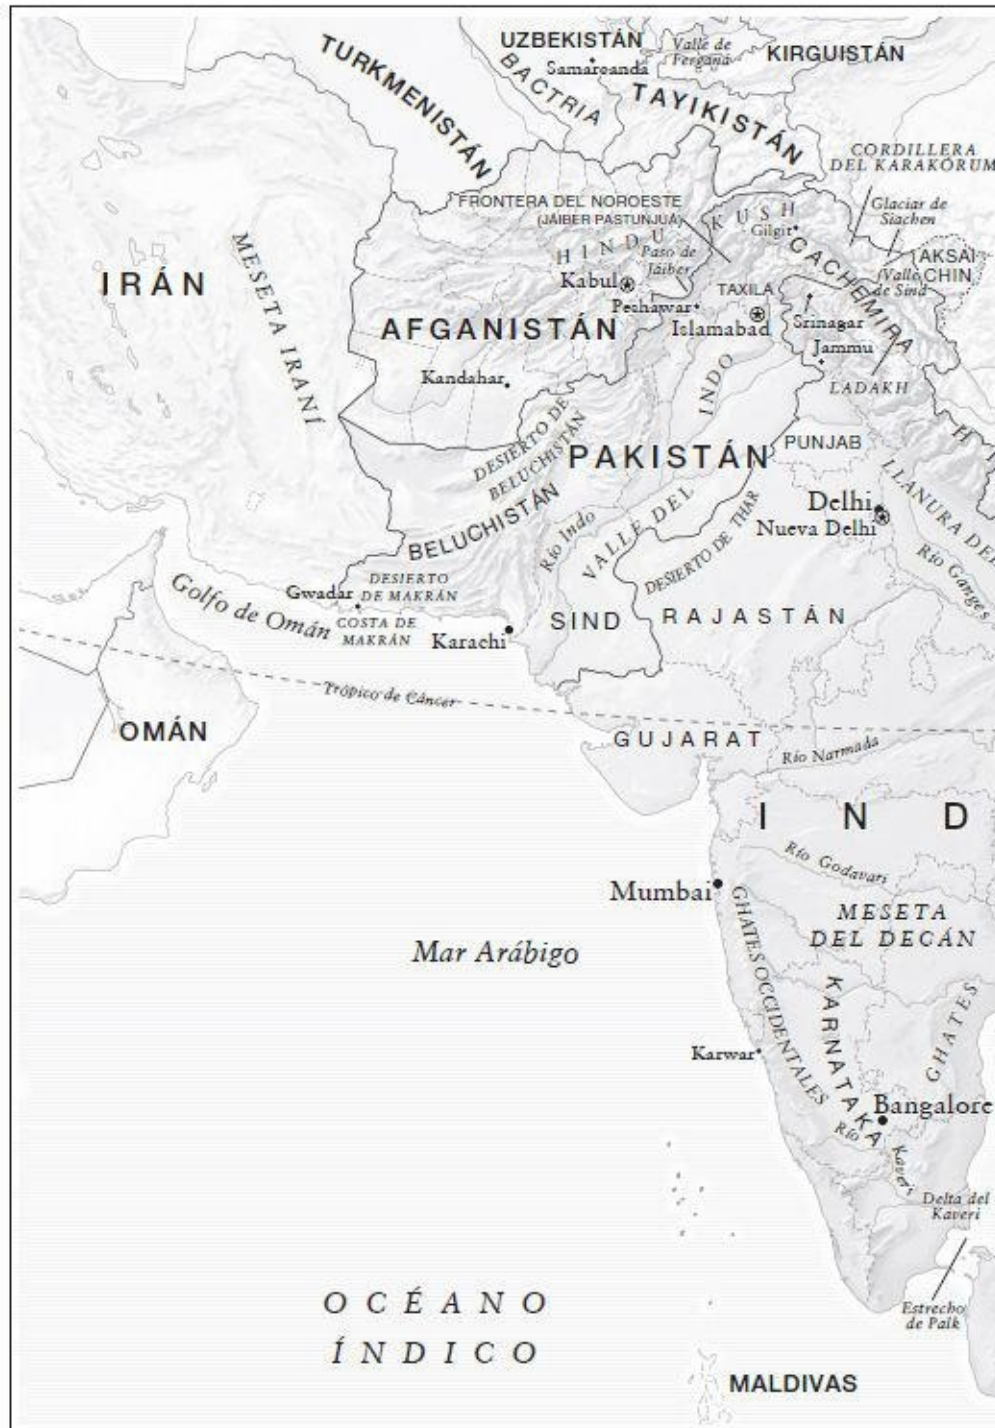 UZBEKISTÁN
Valle de
Fergana
KIRGUISTÁN
Samarcanda
TURKMENISTÁN
BACTRIA
TAYIKISTÁN
CORDILLERA
DEL KARAKÓRUM
FRONTERA DEL NOROESTE
(JÁIBER PASTUNJUA)
Glaciar de
Siachen
HINDU KUSH
Gilgit
MESETA IRANÍ
IRÁN
Paso de
Jáiber
CACHEMIRA
AKSAI
CHIN
(Valle
de Sind
Kabul
TAXILA
Peshawar
Islamabad
Srinagar
AFGANISTÁN
Jammu
Kandahar
LADAKH
INDO
DESIERTO DE
BELUCHISTÁN
PAKISTÁN
PUNJAB
HI
LLANURA DEL
BELUCHISTÁN
Río Indo
VALLE DEL
DESIERTO DE THAR
Delhi
Nueva Delhi
Río Ganges
Golfo de Omán
Gwadar
DESIERTO
DE MAKRÁN
COSTA DE
MAKRÁN
Karachi
SIND
RAJASTÁN
Trópico de Cáncer
OMÁN
GUJARAT
Río Narmada
IND
Río Godavari
Mumbai
GHATES OCCIDENTALES
MESETA
DEL DECÁN
Mar Arábigo
KARNATAKA
GHATES
Karwar
Bangalore
Río Kaveri
Delta del
Kaveri
OCÉANO
ÍNDICO
Estrecho
de Palk
MALDIVAS